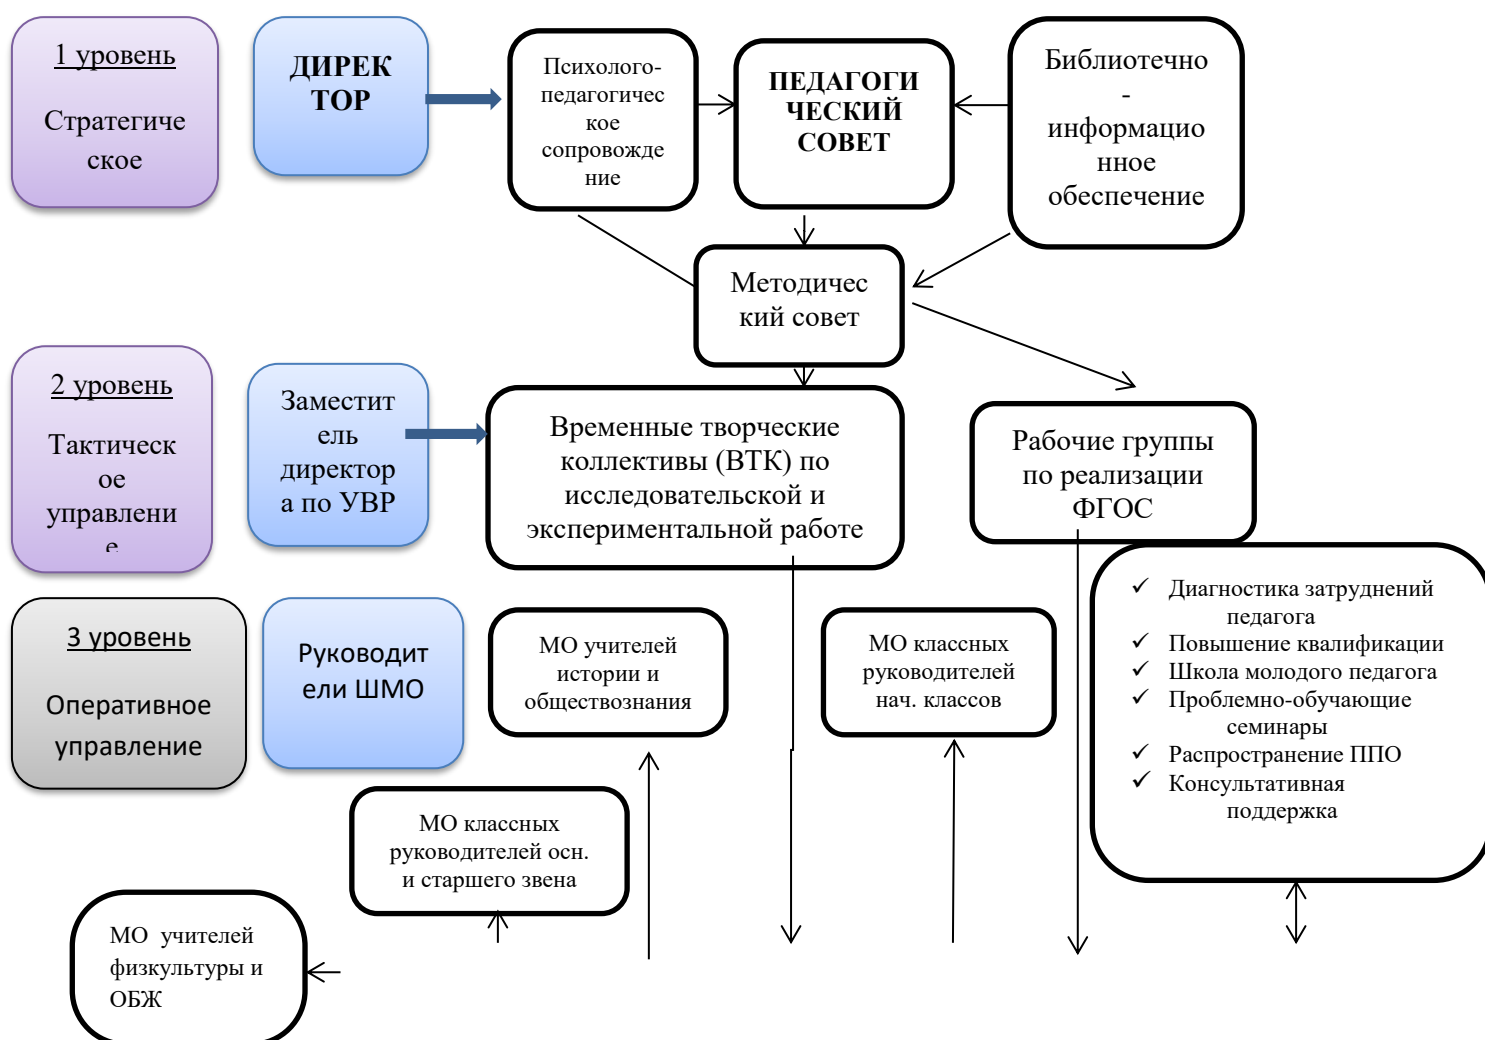 1 уровень
Стратегиче
ское
ДИРЕК
ТОР
Психолого-
педагогичес
кое
сопровожде
ние
ПЕДАГОГИ
ЧЕСКИЙ
СОВЕТ
Библиотечно
-
информацио
нное
обеспечение
Методичес
кий совет
2 уровень
Тактическ
ое
управлени
е
Заместит
ель
директор
а по УВР
Временные творческие
коллективы (ВТК) по
исследовательской и
экспериментальной работе
Рабочие группы
по реализации
ФГОС
✓ Диагностика затруднений
педагога
✓ Повышение квалификации
✓ Школа молодого педагога
✓ Проблемно-обучающие
семинары
✓ Распространение ППО
✓ Консультативная
поддержка
3 уровень
Оперативное
управление
Руководит
ели ШМО
МО учителей
истории и
обществознания
МО классных
руководителей
нач. классов
МО классных
руководителей осн.
и старшего звена
МО учителей
физкультуры и
ОБЖ